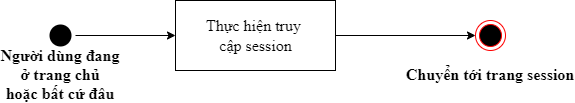 Thực hiện truy
cập session
Người dùng đang
ở trang chủ
hoặc bất cứ đâu
Chuyển tới trang session